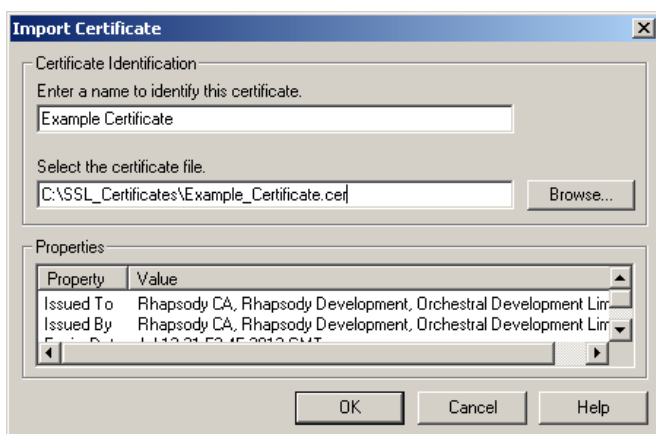 Import Certificate
Certificate Identification
Enter a name to identify this certificate.
Example Certificate
Select the certificate file.
C:\SSL_Certificates\Example_Certificate.cer
Browse...
Properties
Property Value
Issued To Rhapsody CA, Rhapsody Development, Orchestral Development Lim
Issued By Rhapsody CA, Rhapsody Development, Orchestral Development Lim
OK Cancel Help